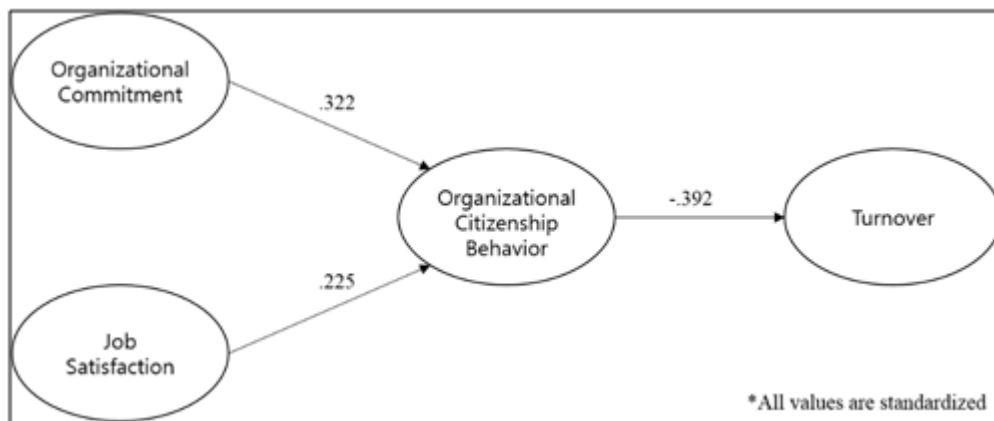 Organizational
Commitment
.322
Organizational
Citizenship
Behavior
-.392
Turnover
.225
Job
Satisfaction
*All values are standardized